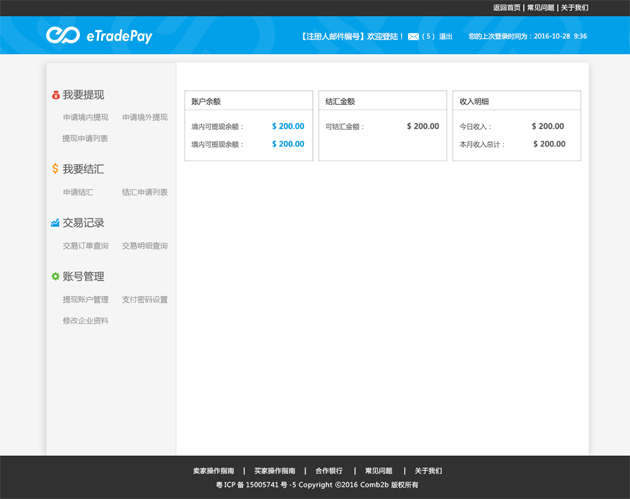 返回首页 | 常见问题 | 关于我们
eTradePay
【注册人邮件编号】欢迎登陆！ ( 5 ) 退出 您的上次登录时间为：2016-10-28 9:36
我要提现
申请境内提现 申请境外提现
提现申请列表
我要结汇
申请结汇 结汇申请列表
交易记录
交易订单查询 交易明细查询
账号管理
提现账户管理 支付密码设置
修改企业资料
账户余额
填内可提现余额： $ 200.00
填内可提现余额： $ 200.00
结汇金额
可结汇金额： $ 200.00
收入明细
今日收入： $ 200.00
本月收入总计： $ 200.00
卖家操作指南 | 买家操作指南 | 合作银行 | 常见问题 | 关于我们
粤 ICP 备 15005741 号 -5 Copyright ©2016 Comb2b 版权所有